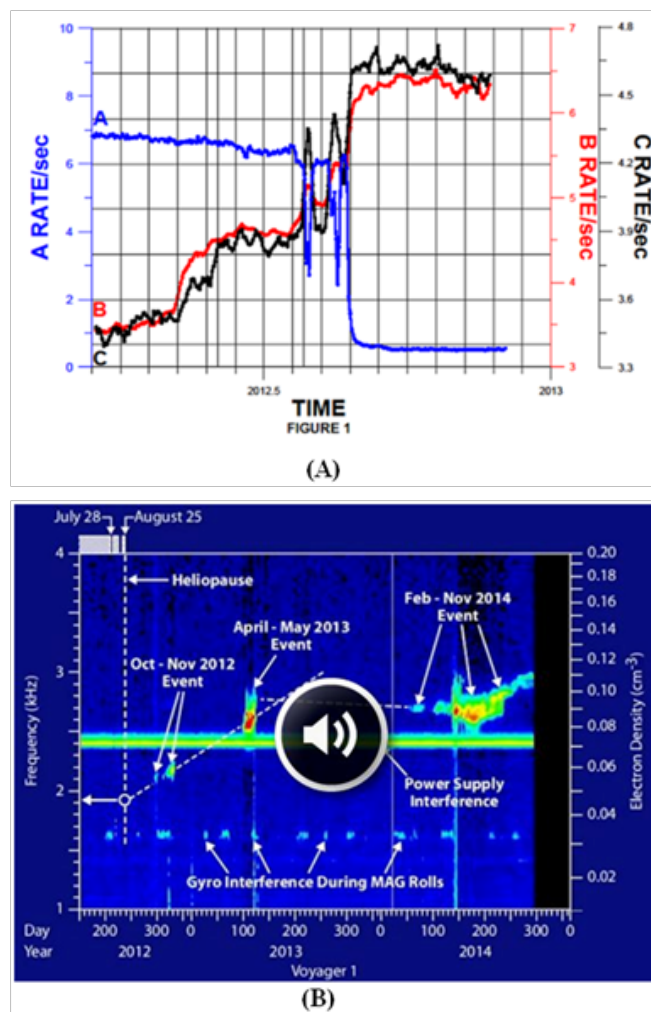 10
8
6
4
2
0
A RATE/sec
A
B
C
7
6
5
4
3
B RATE/sec
4.8
4.6
4.2
3.9
3.6
3.3
C RATE/sec
2012.5
2013
TIME
FIGURE 1
(A)
July 28
August 25
4
3
2
1
Frequency (kHz)
Heliopause
Oct - Nov 2012
Event
April - May 2013
Event
Feb - Nov 2014
Event
Power Supply
Interference
Gyro Interference During MAG Rolls
0.20
0.18
0.16
0.14
0.12
0.10
0.08
0.06
0.04
0.02
Electron Density (cm-3)
Day 200 300 0 100 200 300 0 100 200 300 0
Year 2012 2013 2014
Voyager 1
(B)